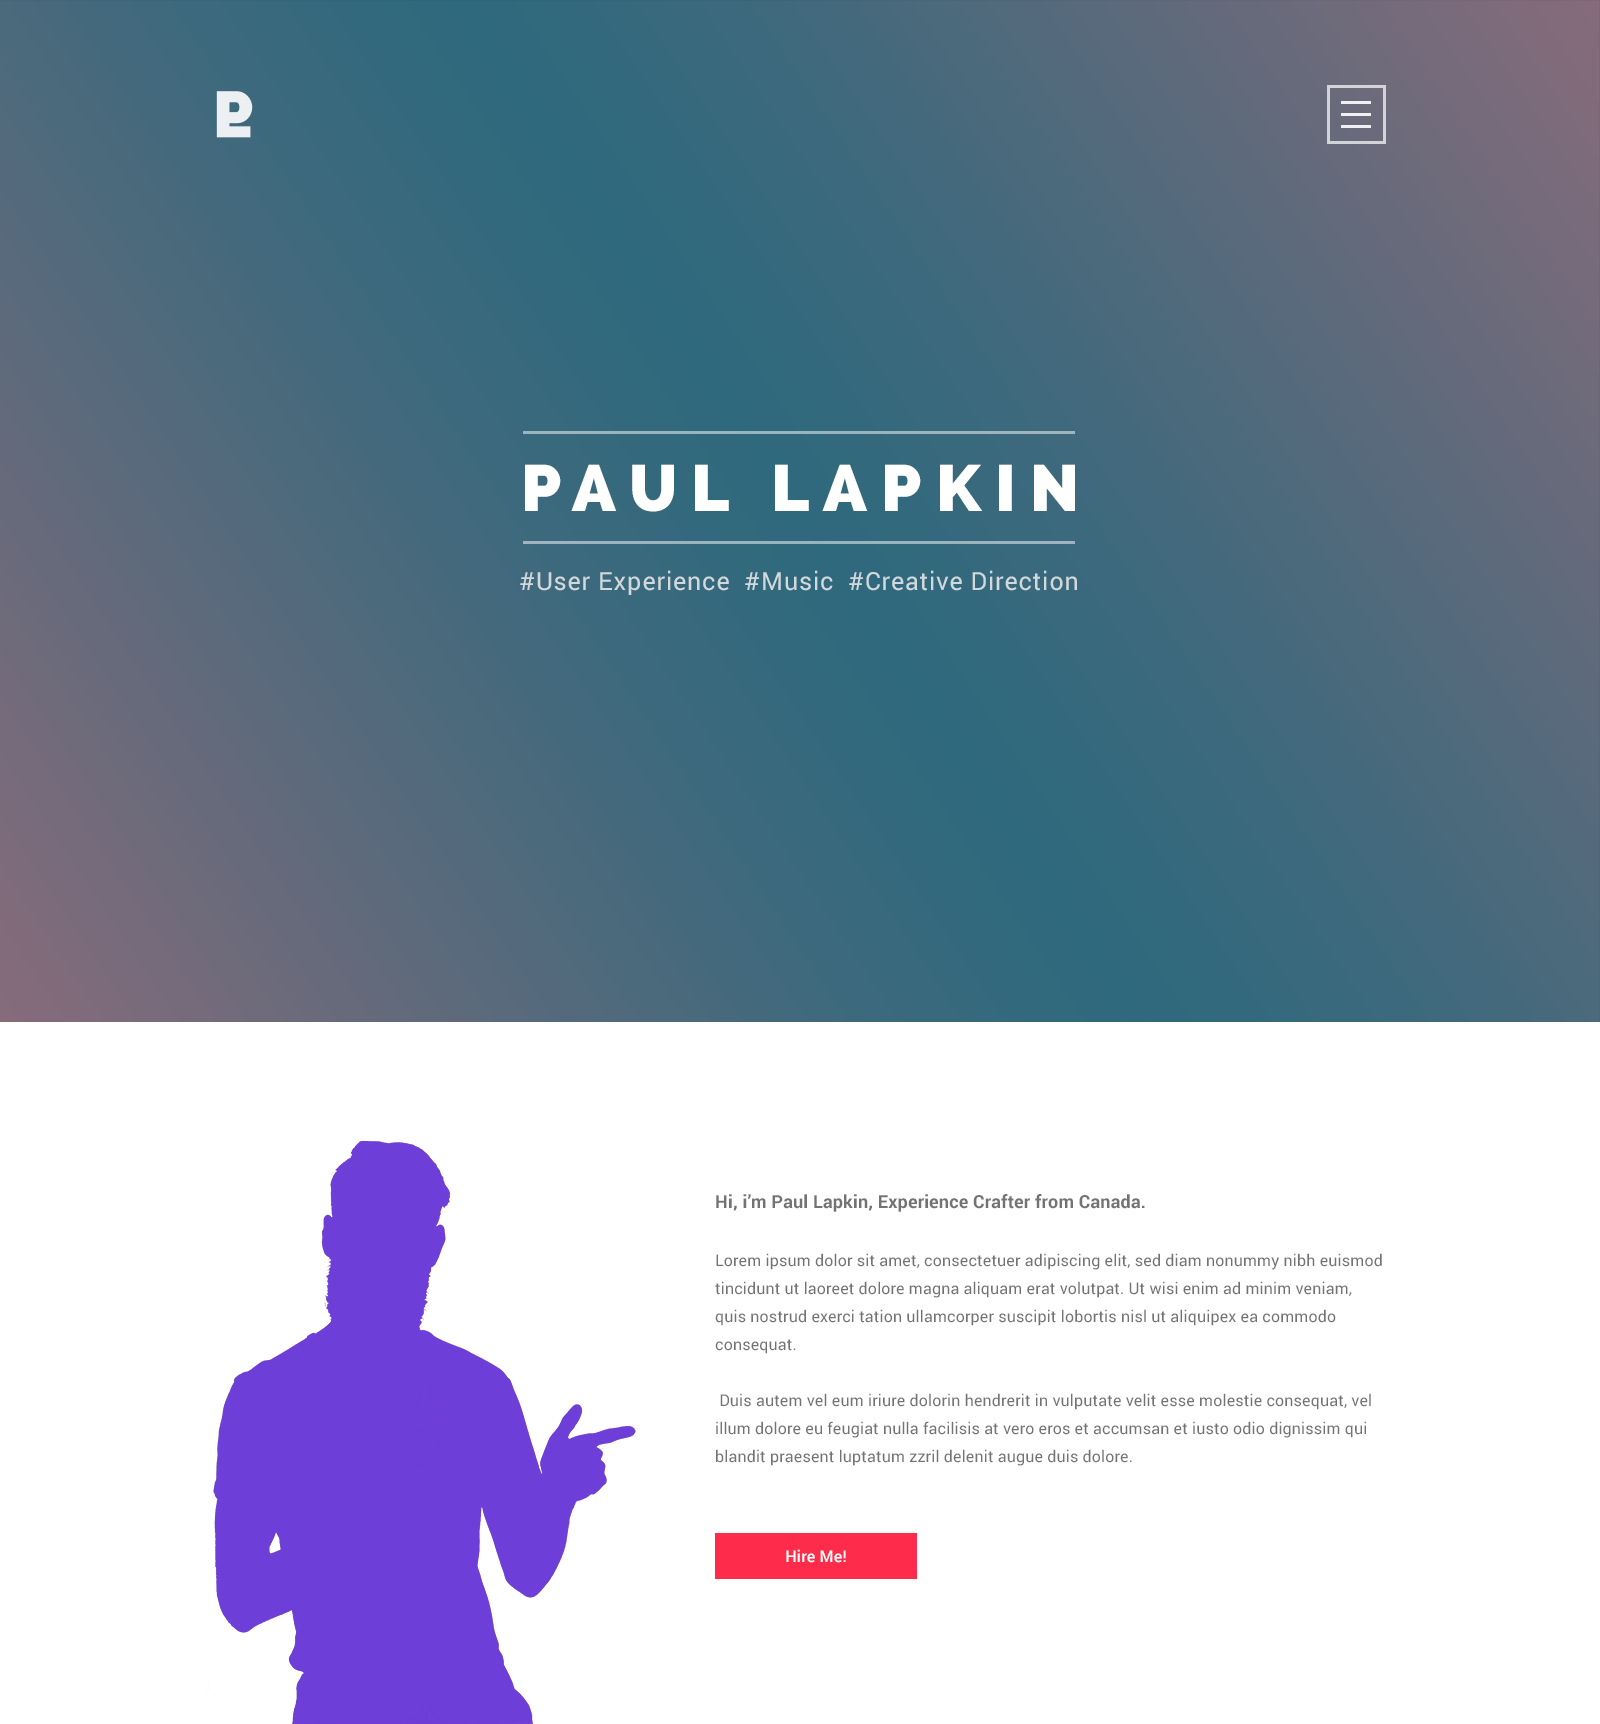 P
PAUL LAPKIN
#User Experience #Music #Creative Direction
Hi, i’m Paul Lapkin, Experience Crafter from Canada.
Lorem ipsum dolor sit amet, consectetuer adipiscing elit, sed diam nonummy nibh euismod
tincidunt ut laoreet dolore magna aliquam erat volutpat. Ut wisi enim ad minim veniam,
quis nostrud exerci tation ullamcorper suscipit lobortis nisl ut aliquipex ea commodo
consequat.
Duis autem vel eum iriure dolorin hendrerit in vulputate velit esse molestie consequat, vel
illum dolore eu feugiat nulla facilisis at vero eros et accumsan et iusto odio dignissim qui
blandit praesent luptatum zzril delenit augue duis dolore.
Hire Me!